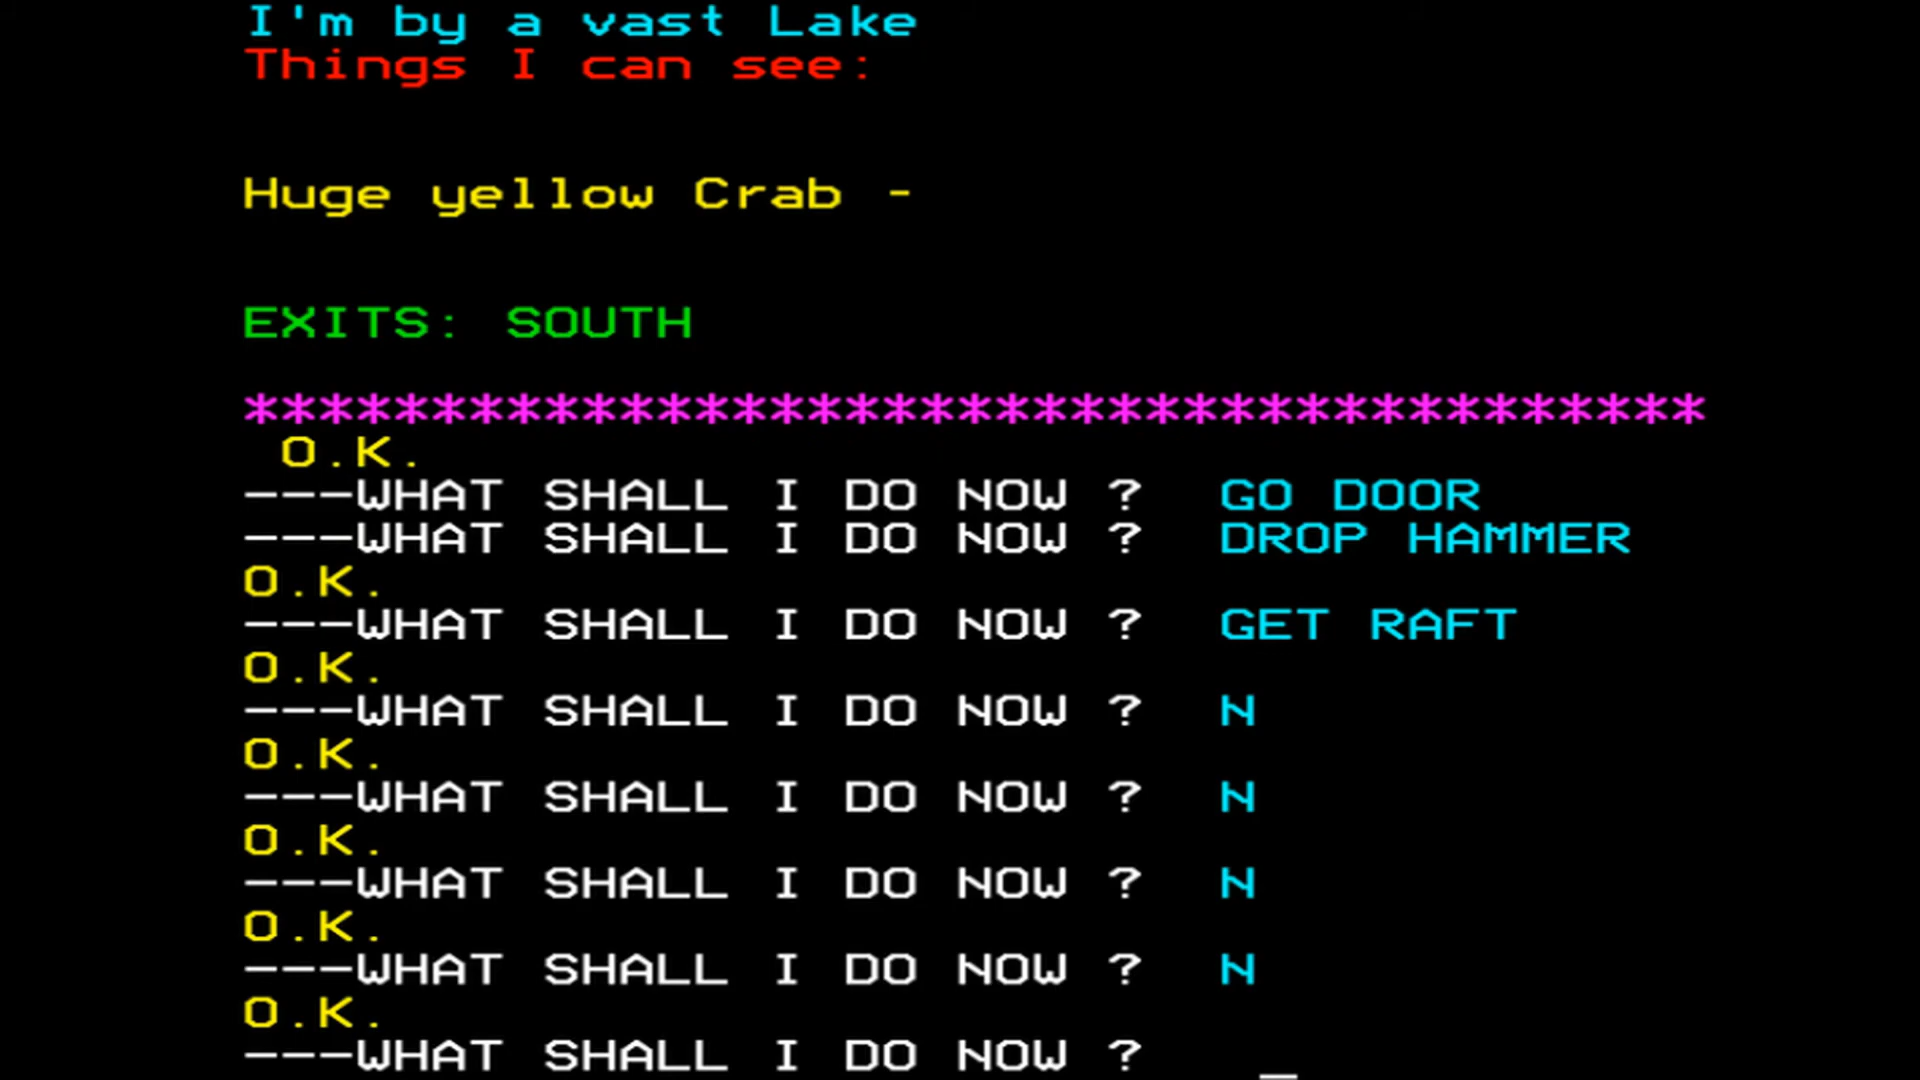 I'm by a vast Lake
Things I can see:
Huge yellow Crab -
EXITS: SOUTH
***************************************
O.K.
---WHAT SHALL I DO NOW ? GO DOOR
---WHAT SHALL I DO NOW ? DROP HAMMER
O.K.
---WHAT SHALL I DO NOW ? GET RAFT
O.K.
---WHAT SHALL I DO NOW ? N
O.K.
---WHAT SHALL I DO NOW ? N
O.K.
---WHAT SHALL I DO NOW ? N
O.K.
---WHAT SHALL I DO NOW ? N
O.K.
---WHAT SHALL I DO NOW ? _